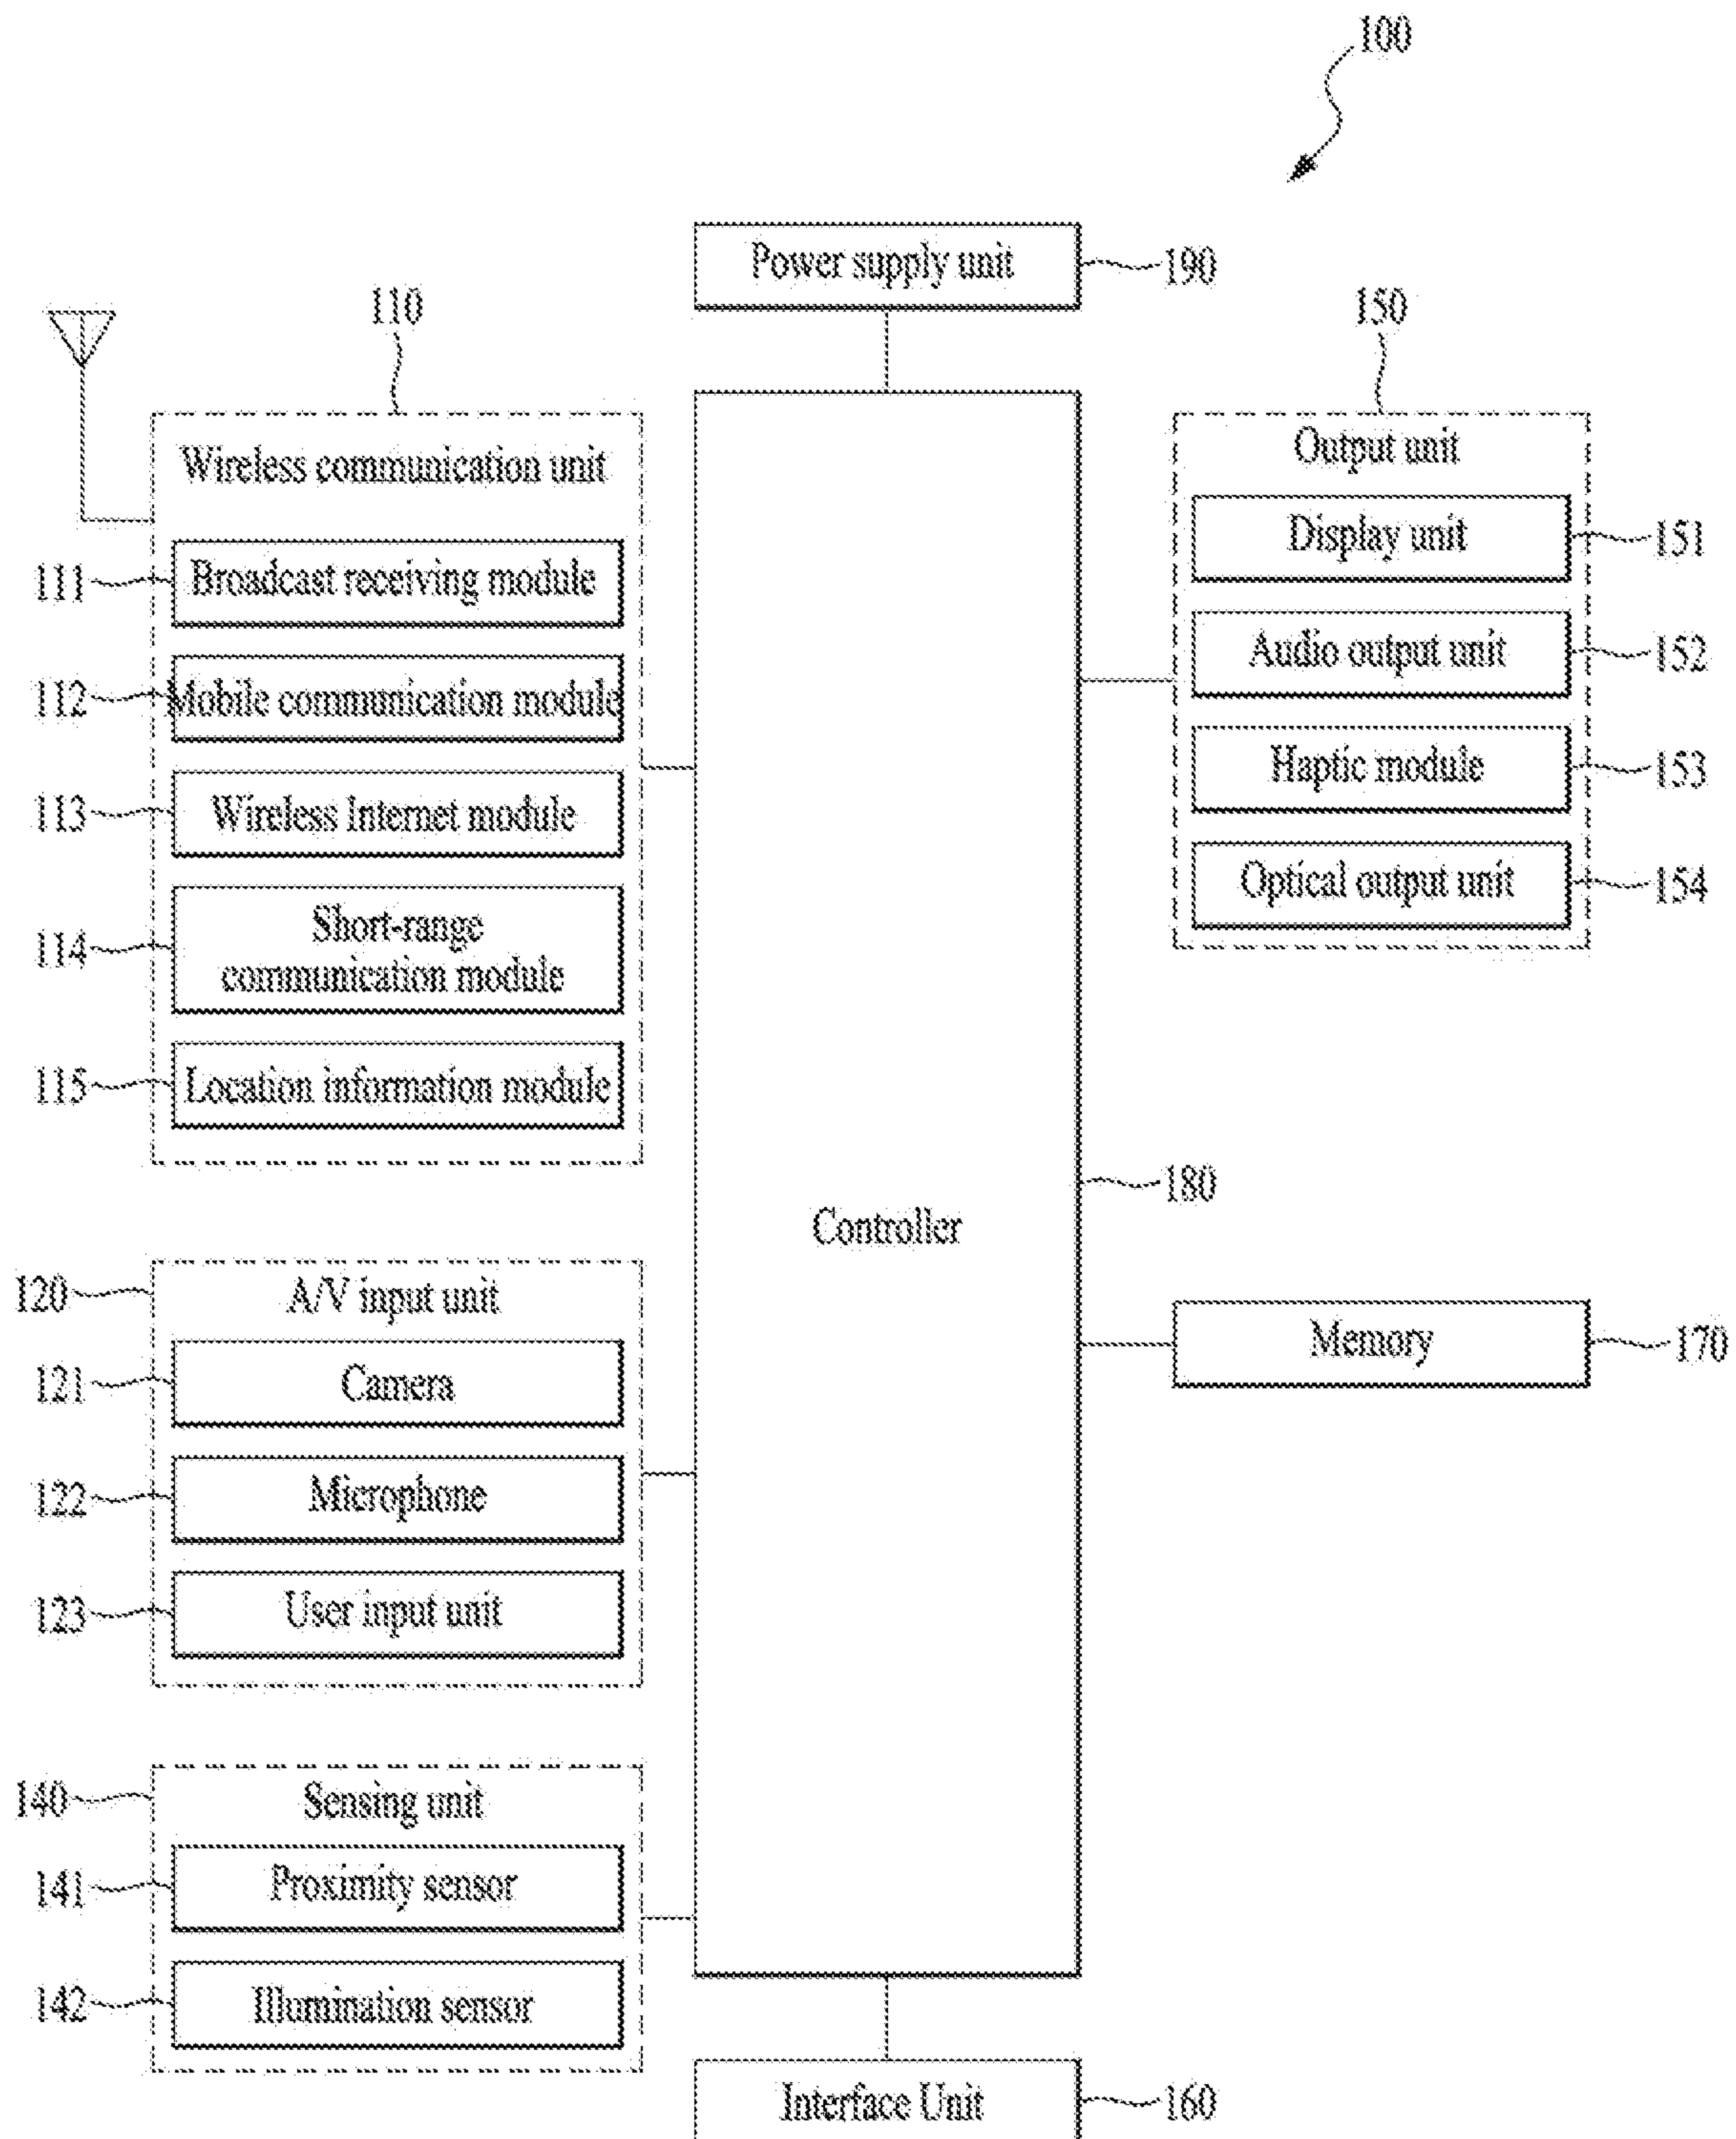 100
Power supply unit
190
110
Wireless communication unit
111
Broadcast receiving module
112
Mobile communication module
113
Wireless Internet module
114
Short-range
communication module
115
Location information module
120
A/V input unit
121
Camera
122
Microphone
123
User input unit
140
Sensing unit
141
Proximity sensor
142
Illumination sensor
Controller
180
150
Output unit
Display unit
151
Audio output unit
152
Haptic module
153
Optical output unit
154
Memory
170
Interface Unit
160